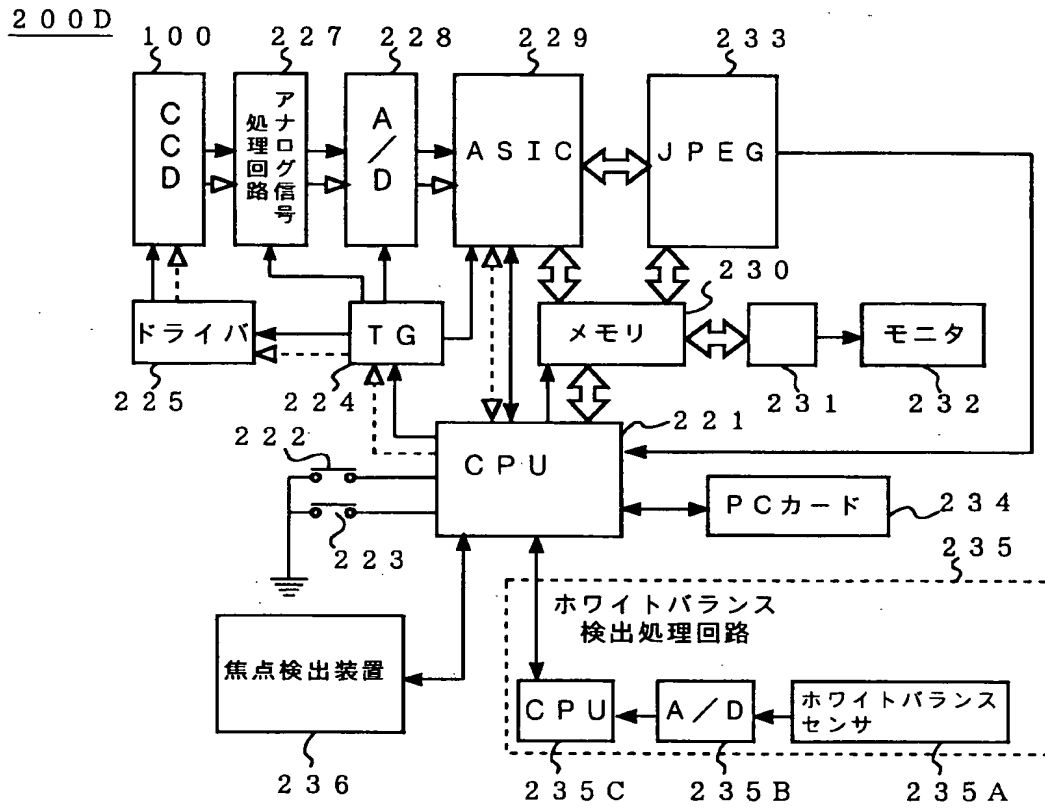 200D
100
227
228
229
233
CCD
アナログ信号
処理回路
A/D
ASIC
JPEG
230
ドライバ
TG
メモリ
モニタ
225
224
231
232
222
221
CPU
PCカード
234
223
235
ホワイトバランス
検出処理回路
焦点検出装置
CPU
A/D
ホワイトバランス
センサ
236
235C
235B
235A